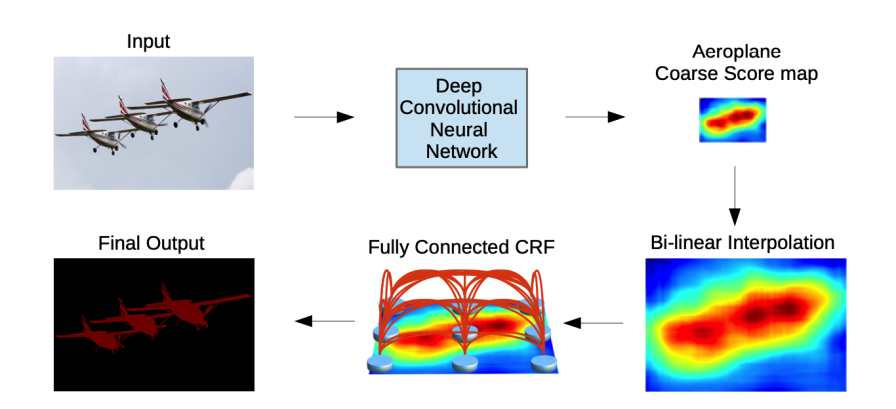 Input
Deep
Convolutional
Neural
Network
Aeroplane
Coarse Score map
Final Output
Fully Connected CRF
Bi-linear Interpolation